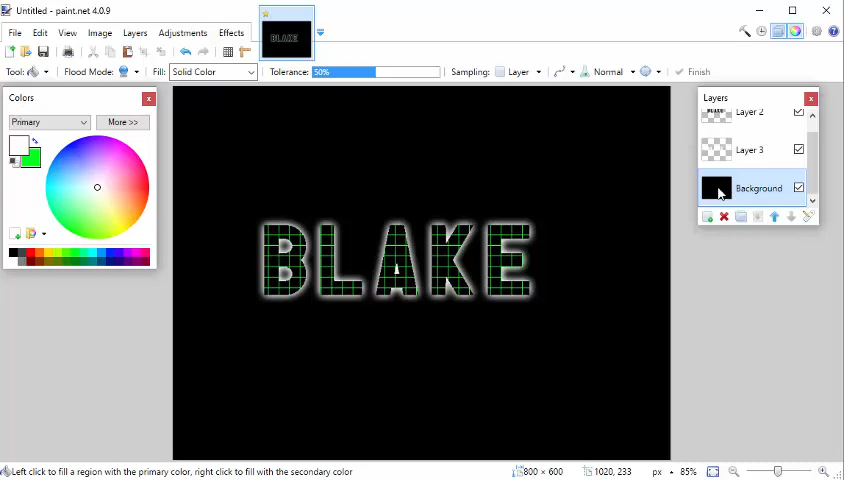 Untitled - paint.net 4.0.9
File Edit View Image Layers Adjustments Effects
BLAKE
Tool: Flood Mode: Fill: Solid Color Tolerance: 50% Sampling: Layer Normal Finish
Colors
Primary More >>
Layers
Layer 2
Layer 3
Background
BLAKE
Left click to fill a region with the primary color, right click to fill with the secondary color 800 × 600 1020, 233 px 85%